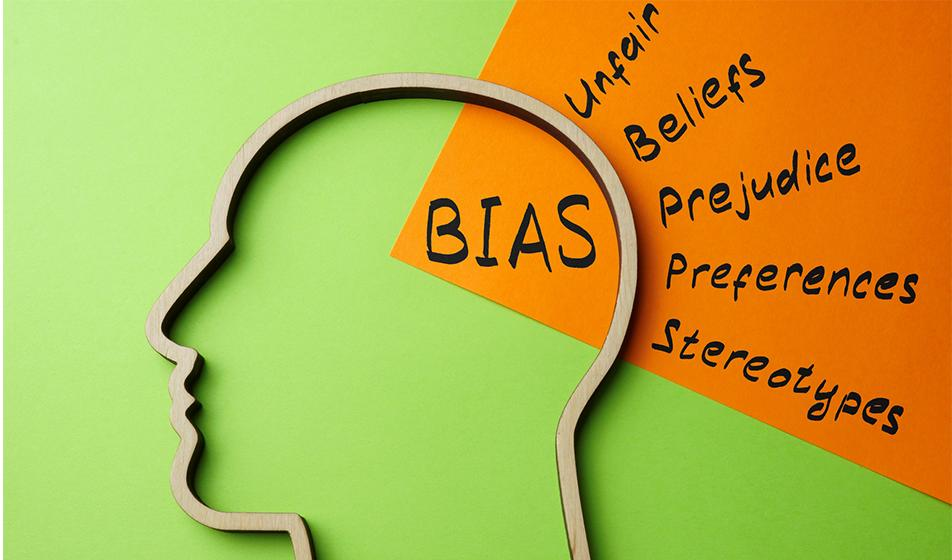 BIAS
Unfair
Beliefs
Prejudice
Preferences
Stereotypes